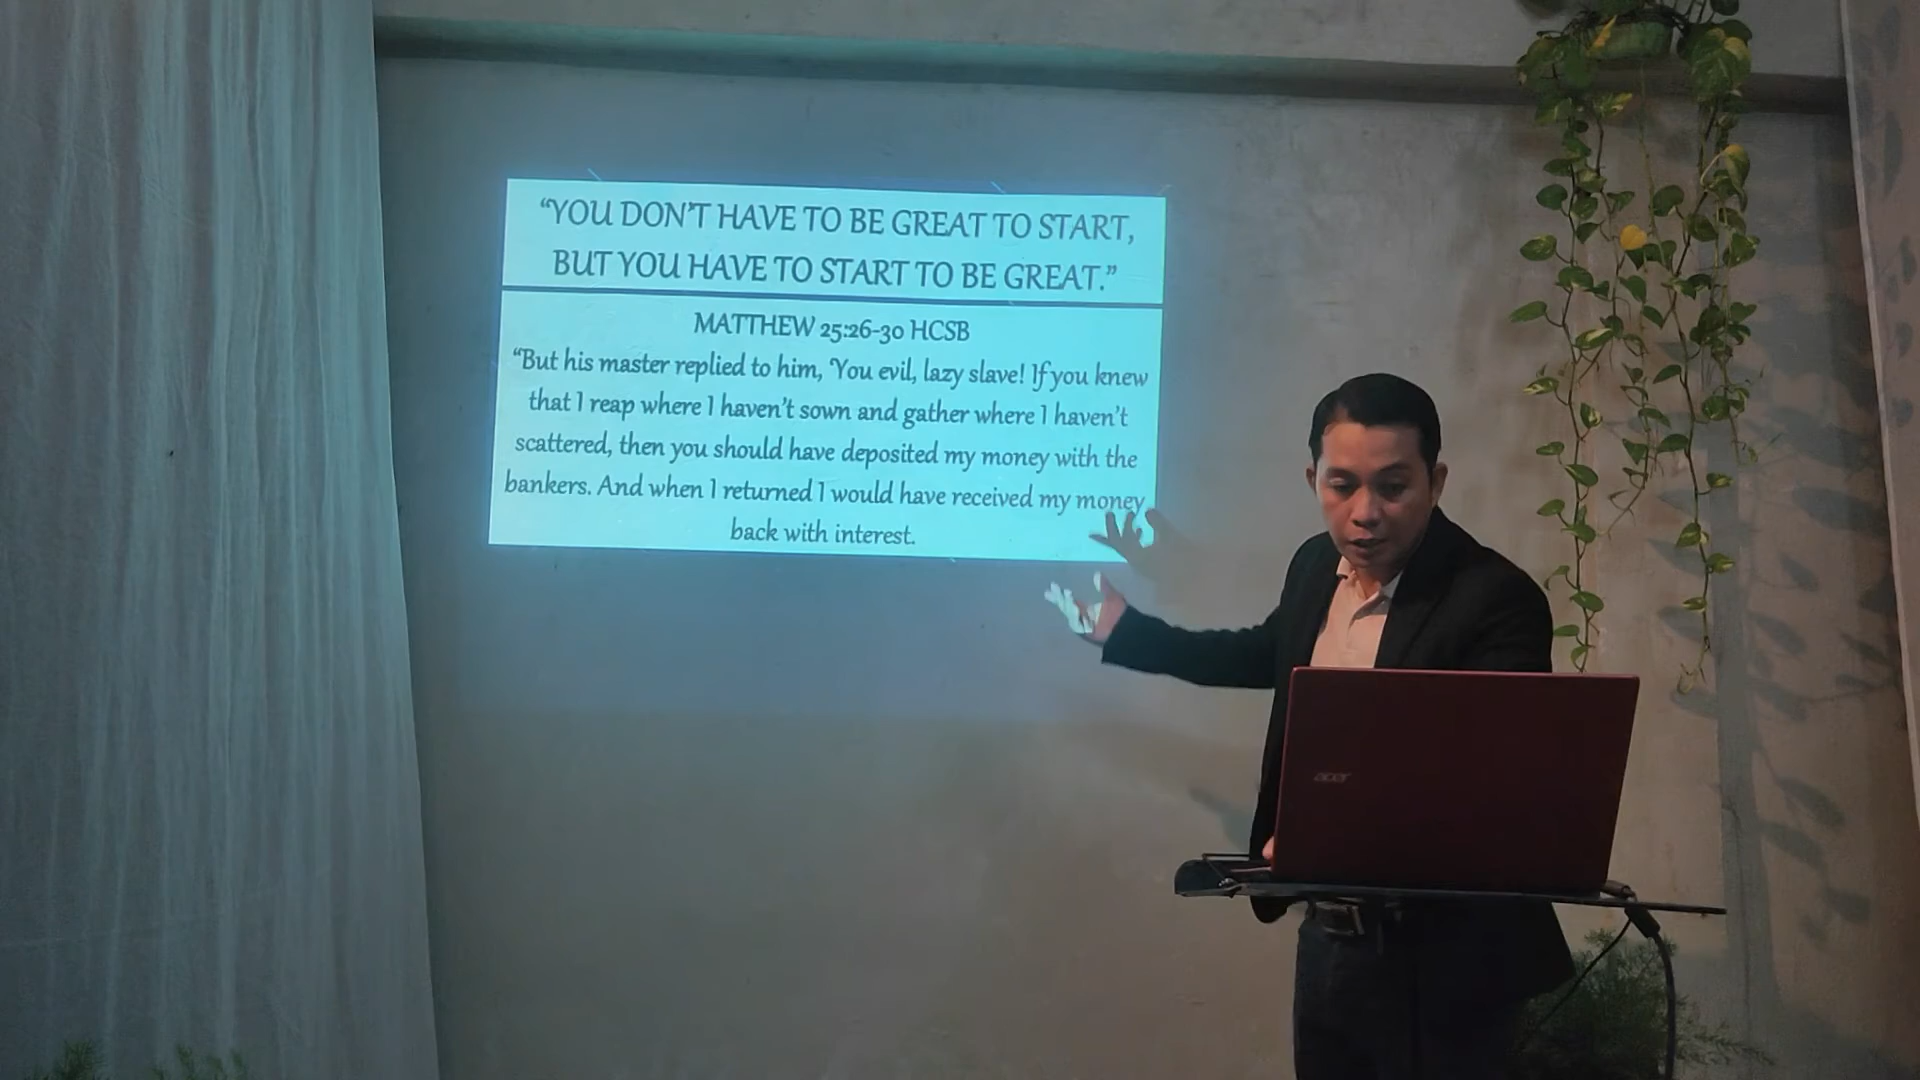 “YOU DON’T HAVE TO BE GREAT TO START,
BUT YOU HAVE TO START TO BE GREAT.”
MATTHEW 25:26-30 HCSB
“But his master replied to him, ‘You evil, lazy slave! If you knew
that I reap where I haven’t sown and gather where I haven’t
scattered, then you should have deposited my money with the
bankers. And when I returned I would have received my money
back with interest.
acer